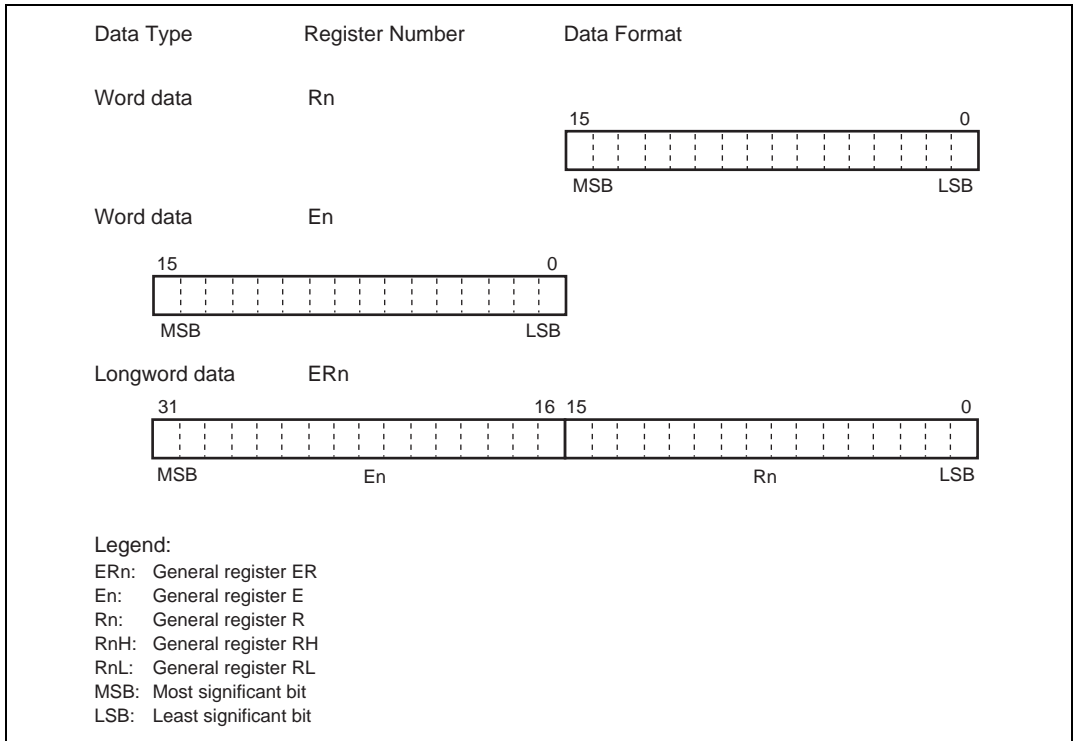 Data Type Register Number Data Format
Word data Rn
15 0
MSB LSB
Word data En
15 0
MSB LSB
Longword data ERn
31 16 15 0
MSB En Rn LSB
Legend:
ERn: General register ER
En: General register E
Rn: General register R
RnH: General register RH
RnL: General register RL
MSB: Most significant bit
LSB: Least significant bit